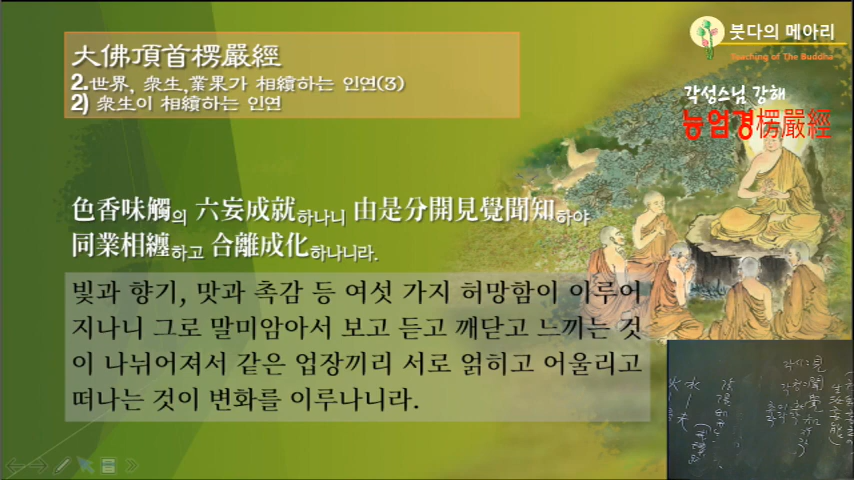 大佛頂首楞嚴經
2.世界, 衆生,業果가 相續하는 인연(3)
2) 衆生이 相續하는 인연
붓다의 메아리
Teaching of The Buddha
각성스님 강해
능엄경楞嚴經
色香味觸의 六妄成就하나니 由是分開見覺聞知하야
同業相纏하고 合離成化하나니라.
빛과 향기, 맛과 촉감 등 여섯 가지 허망함이 이루어
지나니 그로 말미암아서 보고 듣고 깨닫고 느끼는 것
이 나뉘어져서 같은 업장끼리 서로 얽히고 어울리고
떠나는 것이 변화를 이루나니라.